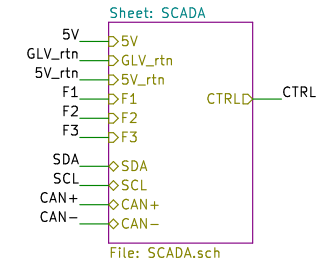 Sheet: SCADA
5V 5V
GLV_rtn GLV_rtn
5V_rtn 5V_rtn
F1 F1 CTRL CTRL
F2 F2
F3 F3
SDA SDA
SCL SCL
CAN+ CAN+
CAN- CAN-
File: SCADA.sch